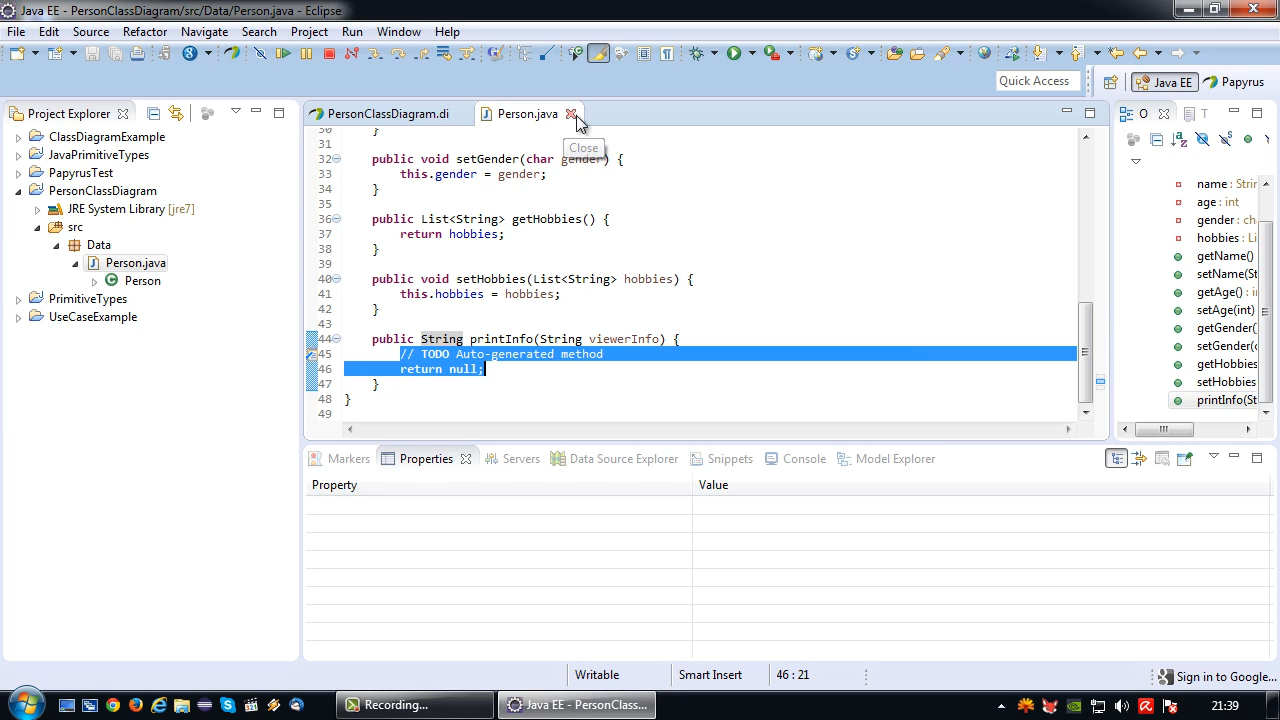 Java EE - PersonClassDiagram/src/Data/Person.java - Eclipse
File Edit Source Refactor Navigate Search Project Run Window Help
Quick Access
Java EE
Papyrus
Project Explorer
ClassDiagramExample
JavaPrimitiveTypes
PapyrusTest
PersonClassDiagram
JRE System Library [jre7]
src
Data
Person.java
Person
PrimitiveTypes
UseCaseExample
PersonClassDiagram.di
Person.java
Close
30 }
31
32 public void setGender(char gender) {
33 this.gender = gender;
34 }
35
36 public List<String> getHobbies() {
37 return hobbies;
38 }
39
40 public void setHobbies(List<String> hobbies) {
41 this.hobbies = hobbies;
42 }
43
44 public String printInfo(String viewerInfo) {
45 // TODO Auto-generated method
46 return null;
47 }
48 }
49
O T
name : Strin
age : int
gender : ch
hobbies : Li
getName()
setName(St
getAge() : in
setAge(int)
getGender(
setGender(c
getHobbies
setHobbies
printInfo(St
Markers Properties Servers Data Source Explorer Snippets Console Model Explorer
Property Value
Writable Smart Insert 46 : 21
Sign in to Google...
Recording...
Java EE - PersonClass...
21:39